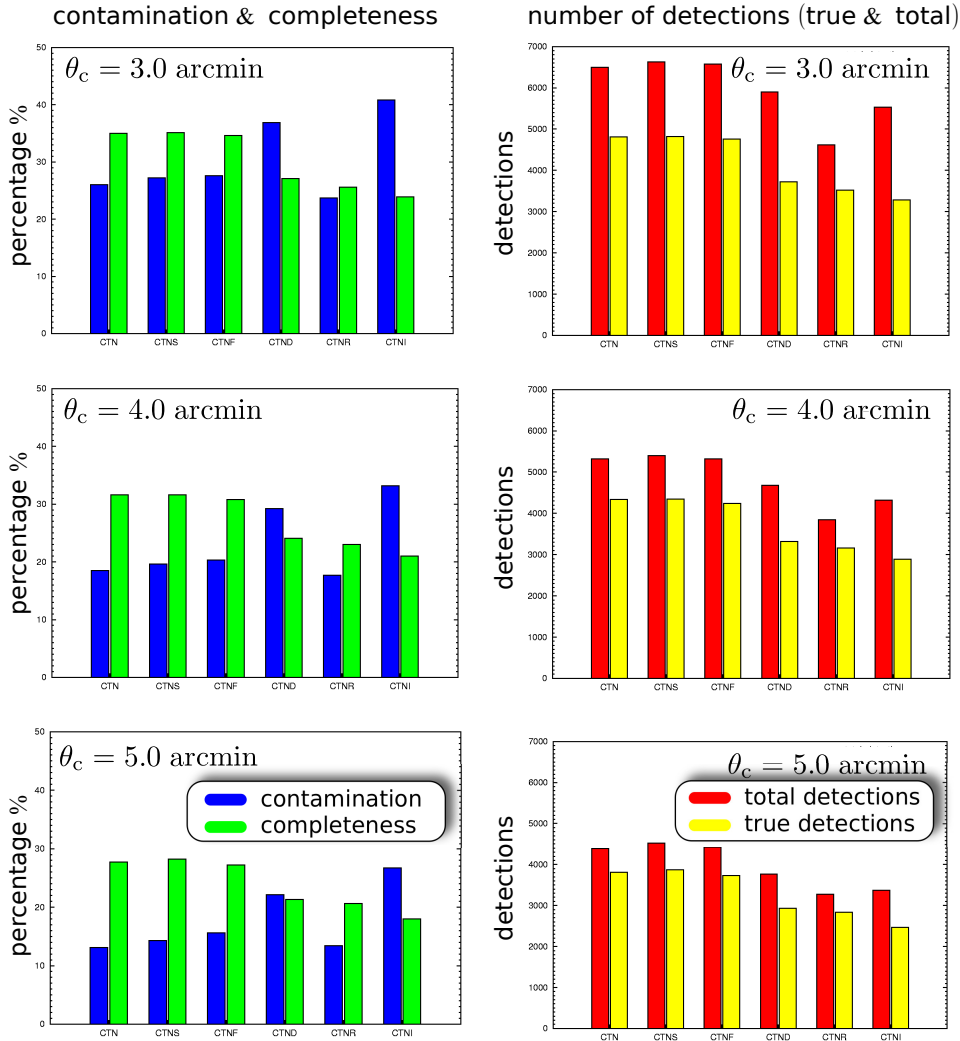 contamination & completeness
number of detections (true & total)
θc = 3.0 arcmin
percentage %
50
40
30
20
10
0
CTN CTNS CTNF CTND CTNR CTNI
θc = 3.0 arcmin
detections
7000
6000
5000
4000
3000
2000
1000
0
CTN CTNS CTNF CTND CTNR CTNI
θc = 4.0 arcmin
percentage %
50
40
30
20
10
0
CTN CTNS CTNF CTND CTNR CTNI
θc = 4.0 arcmin
detections
7000
6000
5000
4000
3000
2000
1000
0
CTN CTNS CTNF CTND CTNR CTNI
θc = 5.0 arcmin
contamination
completeness
percentage %
50
40
30
20
10
0
CTN CTNS CTNF CTND CTNR CTNI
θc = 5.0 arcmin
total detections
true detections
detections
7000
6000
5000
4000
3000
2000
1000
0
CTN CTNS CTNF CTND CTNR CTNI